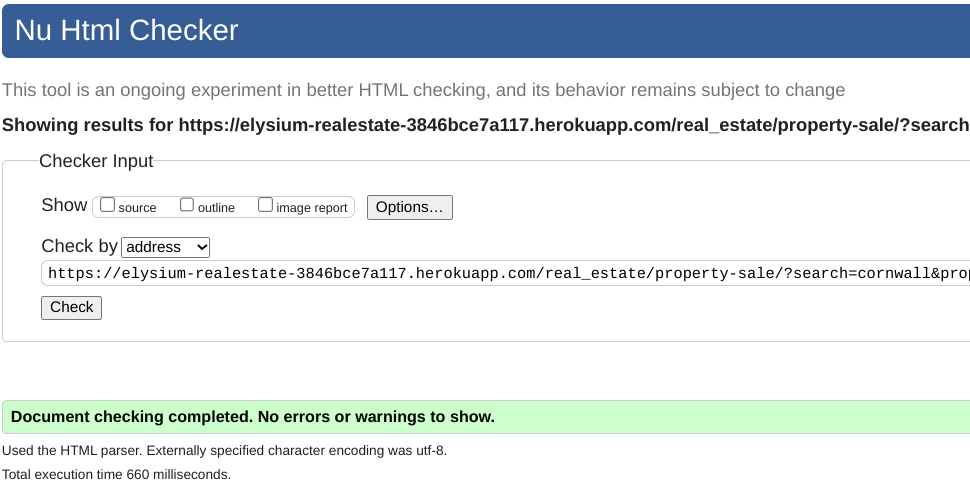 Nu Html Checker
This tool is an ongoing experiment in better HTML checking, and its behavior remains subject to change
Showing results for https://elysium-realestate-3846bce7a117.herokuapp.com/real_estate/property-sale/?search
Checker Input
Show source outline image report Options…
Check by address
https://elysium-realestate-3846bce7a117.herokuapp.com/real_estate/property-sale/?search=cornwall&prop
Check
Document checking completed. No errors or warnings to show.
Used the HTML parser. Externally specified character encoding was utf-8.
Total execution time 660 milliseconds.